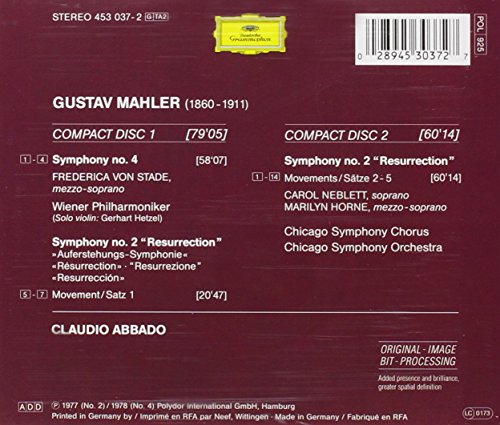 STEREO 453 037-2 GTA2
Deutsche
Grammophon
POL 925
0 28945 30372 7
GUSTAV MAHLER (1860-1911)
COMPACT DISC 1 [79'05]
1 - 4 Symphony no. 4 [58'07]
FREDERICA VON STADE,
mezzo-soprano
Wiener Philharmoniker
(Solo violin: Gerhart Hetzel)
Symphony no. 2 “Resurrection”
»Auferstehungs-Symphonie«
«Résurrection» · “Resurrezione”
«Resurrección»
5 - 7 Movement/Satz 1 [20'47]
COMPACT DISC 2 [60'14]
Symphony no. 2 “Resurrection”
1 - 14 Movements/Sätze 2 - 5 [60'14]
CAROL NEBLETT, soprano
MARILYN HORNE, mezzo-soprano
Chicago Symphony Chorus
Chicago Symphony Orchestra
CLAUDIO ABBADO
ORIGINAL - IMAGE
BIT - PROCESSING
Added presence and brilliance,
greater spatial definition
ADD ℗ 1977 (No. 2) / 1978 (No. 4) Polydor International GmbH, Hamburg
Printed in Germany by / Imprimé en RFA par Neef, Wittingen · Made in Germany / Fabriqué en RFA
LC 0173